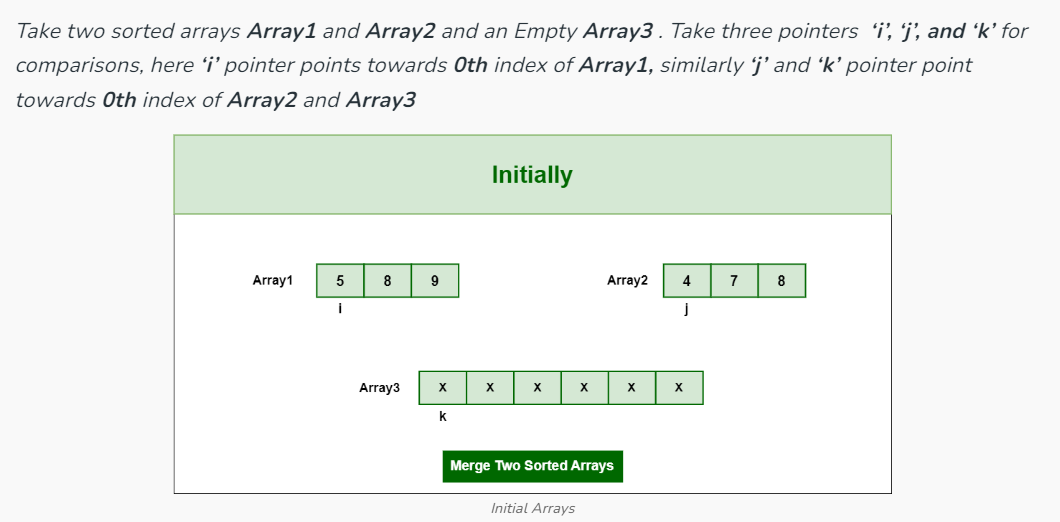 Take two sorted arrays Array1 and Array2 and an Empty Array3 . Take three pointers ‘i’, ‘j’, and ‘k’ for
comparisons, here ‘i’ pointer points towards 0th index of Array1, similarly ‘j’ and ‘k’ pointer point
towards 0th index of Array2 and Array3
Initially
Array1 5 8 9 Array2 4 7 8
i j
Array3 x x x x x x
k
Merge Two Sorted Arrays
Initial Arrays